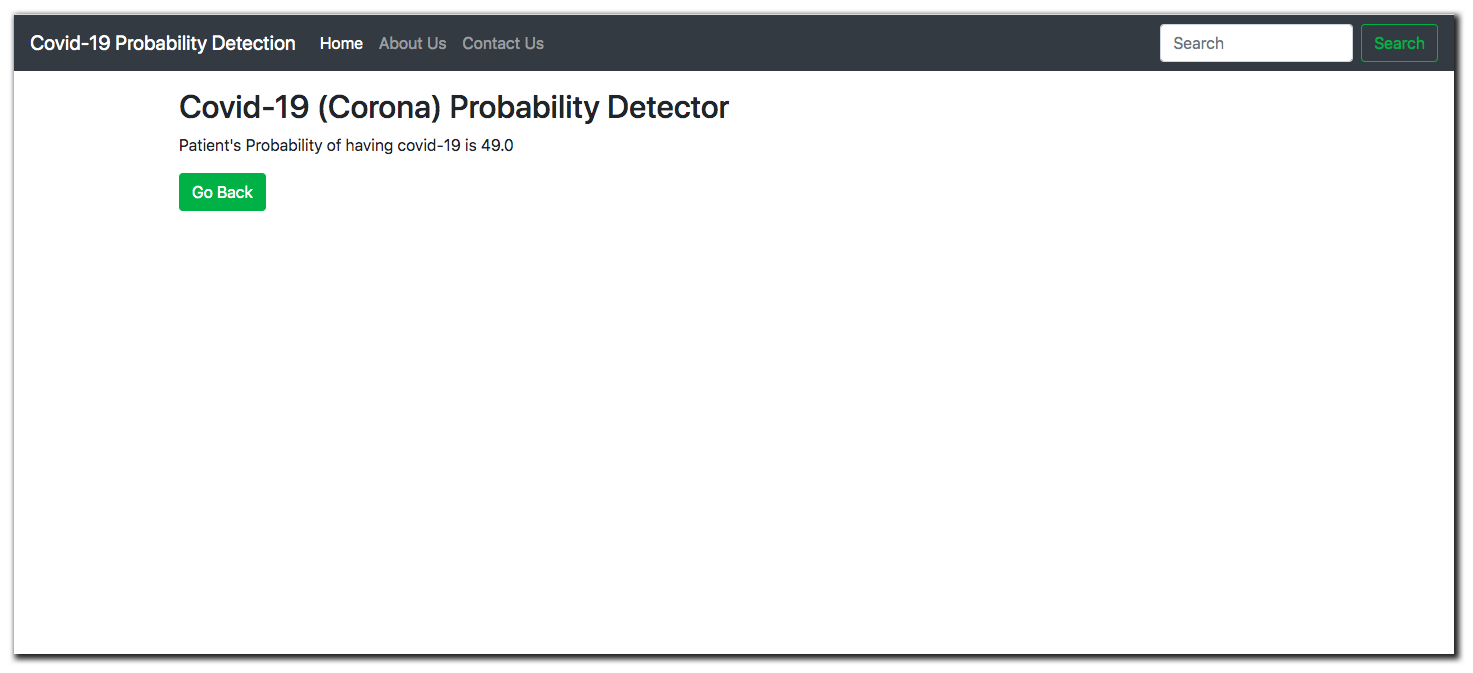 Covid-19 Probability Detection Home About Us Contact Us Search Search
Covid-19 (Corona) Probability Detector
Patient's Probability of having covid-19 is 49.0
Go Back